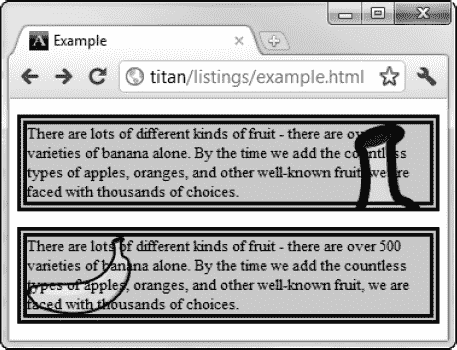 Example
titan/listings/example.html
There are lots of different kinds of fruit - there are over
varieties of banana alone. By the time we add the countless
types of apples, oranges, and other well-known fruit, we are
faced with thousands of choices.
There are lots of different kinds of fruit - there are over 500
varieties of banana alone. By the time we add the countless
types of apples, oranges, and other well-known fruit, we are
faced with thousands of choices.